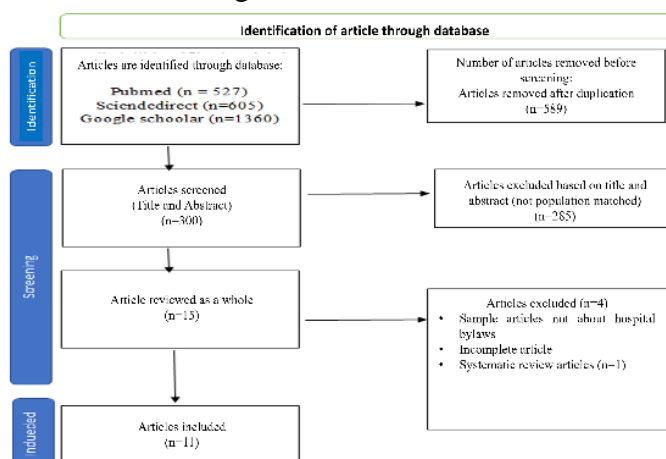 Identification of article through database
Identification
Articles are identified through database:
Pubmed (n = 527)
Sciendedirect (n=605)
Google schoolar (n=1360)
Number of articles removed before
screening:
Articles removed after duplication
(n=589)
Screening
Articles screened
(Title and Abstract)
(n=300)
Articles excluded based on title and
abstract (not population matched)
(n=285)
Article reviewed as a whole
(n=15)
Articles excluded (n=4)
• Sample articles not about hospital
bylaws
• Incomplete article
• Systematic review articles (n=1)
Indueded
Articles included
(n=11)